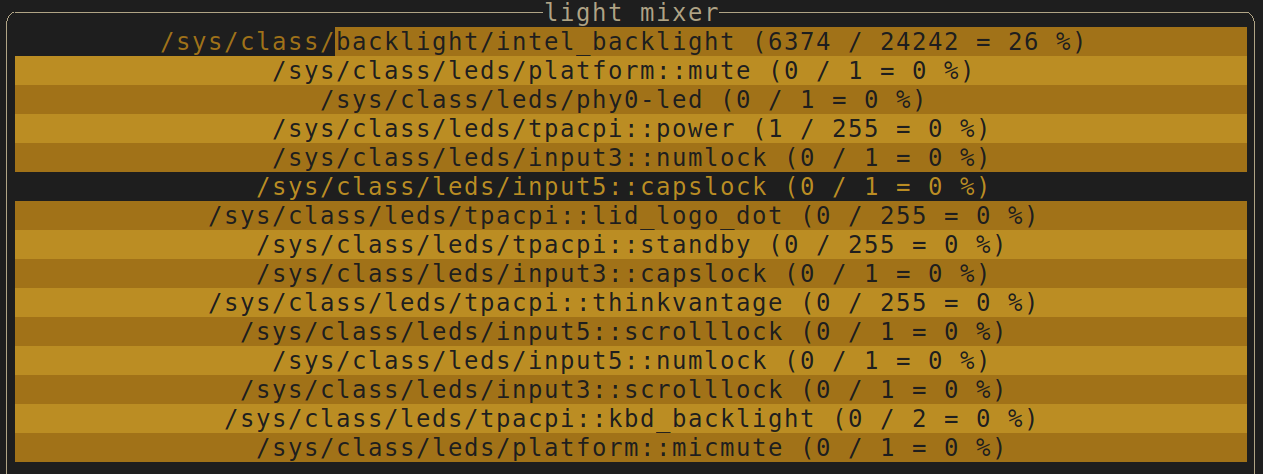 light mixer
/sys/class/backlight/intel_backlight (6374 / 24242 = 26 %)
/sys/class/leds/platform::mute (0 / 1 = 0 %)
/sys/class/leds/phy0-led (0 / 1 = 0 %)
/sys/class/leds/tpacpi::power (1 / 255 = 0 %)
/sys/class/leds/input3::numlock (0 / 1 = 0 %)
/sys/class/leds/input5::capslock (0 / 1 = 0 %)
/sys/class/leds/tpacpi::lid_logo_dot (0 / 255 = 0 %)
/sys/class/leds/tpacpi::standby (0 / 255 = 0 %)
/sys/class/leds/input3::capslock (0 / 1 = 0 %)
/sys/class/leds/tpacpi::thinkvantage (0 / 255 = 0 %)
/sys/class/leds/input5::scrolllock (0 / 1 = 0 %)
/sys/class/leds/input5::numlock (0 / 1 = 0 %)
/sys/class/leds/input3::scrolllock (0 / 1 = 0 %)
/sys/class/leds/tpacpi::kbd_backlight (0 / 2 = 0 %)
/sys/class/leds/platform::micmute (0 / 1 = 0 %)